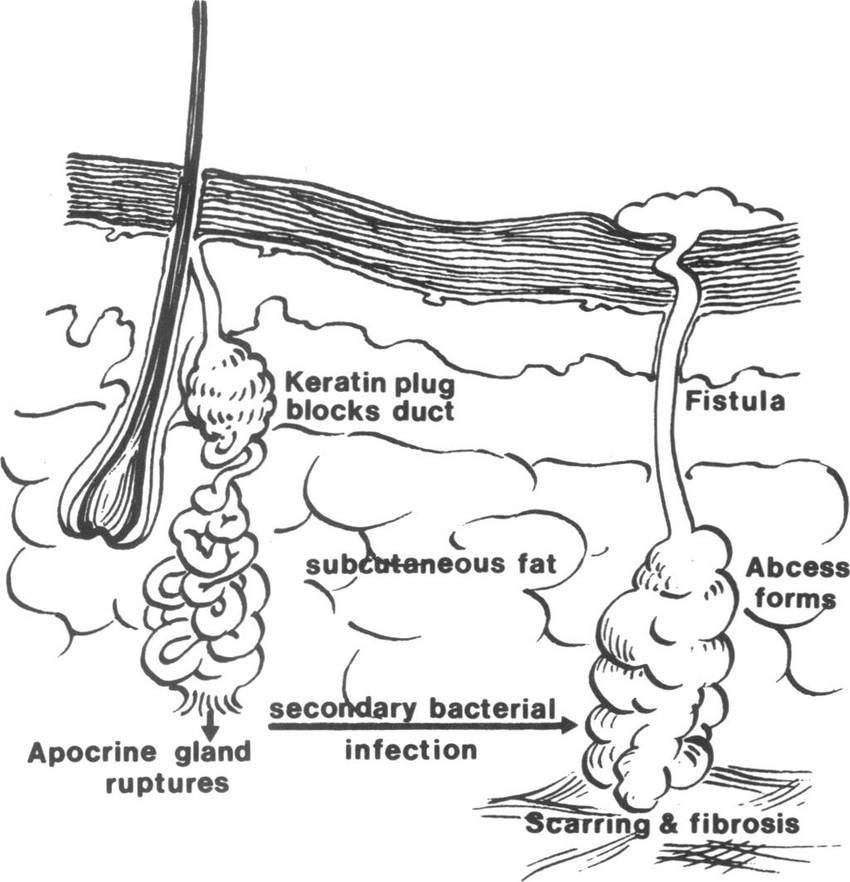 Keratin plug
blocks duct
Fistula
subcutaneous fat
Abcess
forms
secondary bacterial
infection
Apocrine gland
ruptures
Scarring & fibrosis